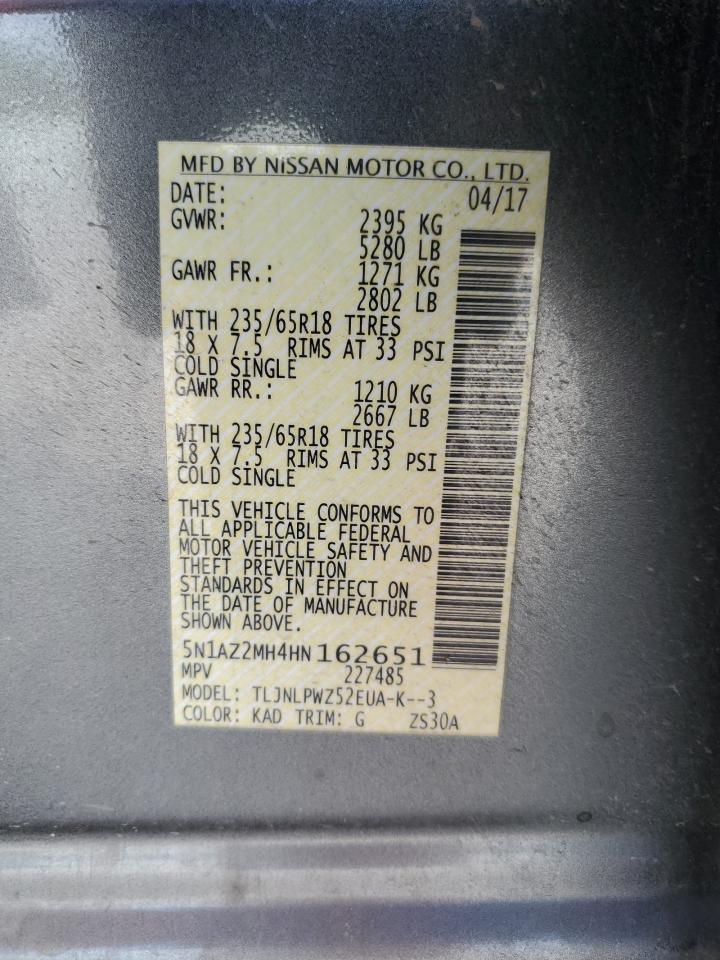 MFD BY NISSAN MOTOR CO., LTD.
DATE: 04/17
GVWR: 2395 KG
5280 LB
GAWR FR.: 1271 KG
2802 LB
WITH 235/65R18 TIRES
18 X 7.5 RIMS AT 33 PSI
COLD SINGLE
GAWR RR.: 1210 KG
2667 LB
WITH 235/65R18 TIRES
18 X 7.5 RIMS AT 33 PSI
COLD SINGLE
THIS VEHICLE CONFORMS TO
ALL APPLICABLE FEDERAL
MOTOR VEHICLE SAFETY AND
THEFT PREVENTION
STANDARDS IN EFFECT ON
THE DATE OF MANUFACTURE
SHOWN ABOVE.
5N1AZ2MH4HN162651
MPV 227485
MODEL: TLJNLPWZ52EUA-K--3
COLOR: KAD TRIM: G ZS30A